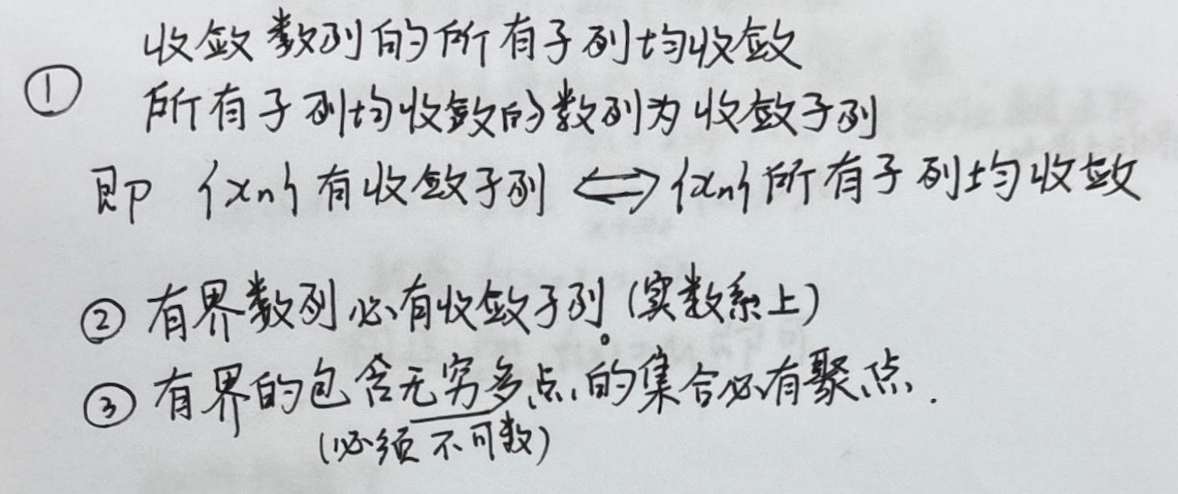 收敛数列的所有子列均收敛
① 所有子列均收敛的数列为收敛子列
即 {xn}有收敛子列 ⟺ {xn}所有子列均收敛
② 有界数列必有收敛子列。(实数系上)
③ 有界的包含无穷多点的集合必有聚点.
(必须不可数)